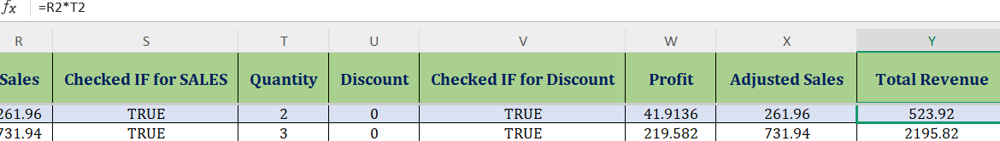 fx =R2*T2
R S T U V W X Y
Sales Checked IF for SALES Quantity Discount Checked IF for Discount Profit Adjusted Sales Total Revenue
261.96 TRUE 2 0 TRUE 41.9136 261.96 523.92
731.94 TRUE 3 0 TRUE 219.582 731.94 2195.82